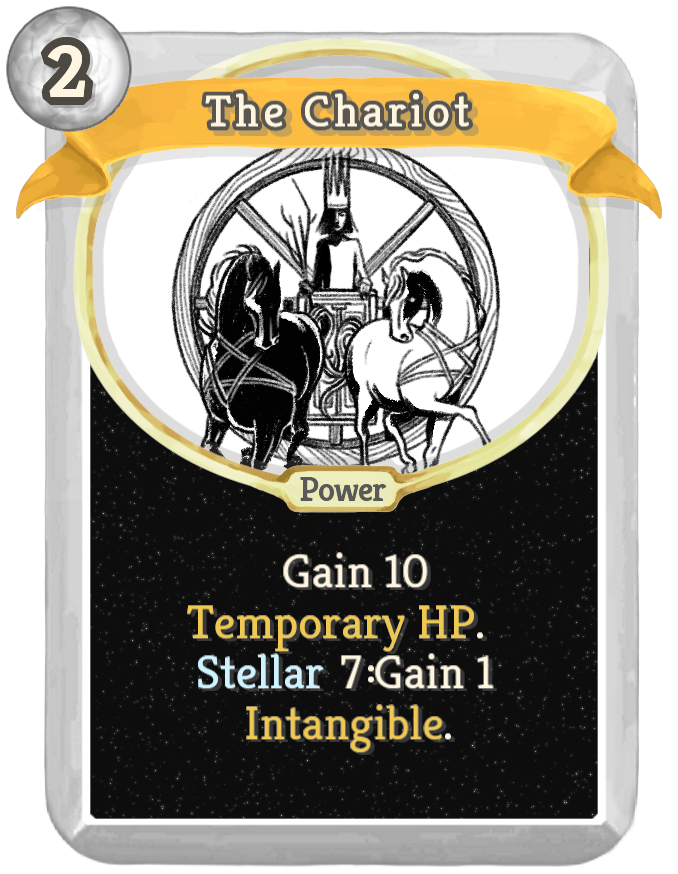 2
The Chariot
Power
Gain 10
Temporary HP.
Stellar 7:Gain 1
Intangible.